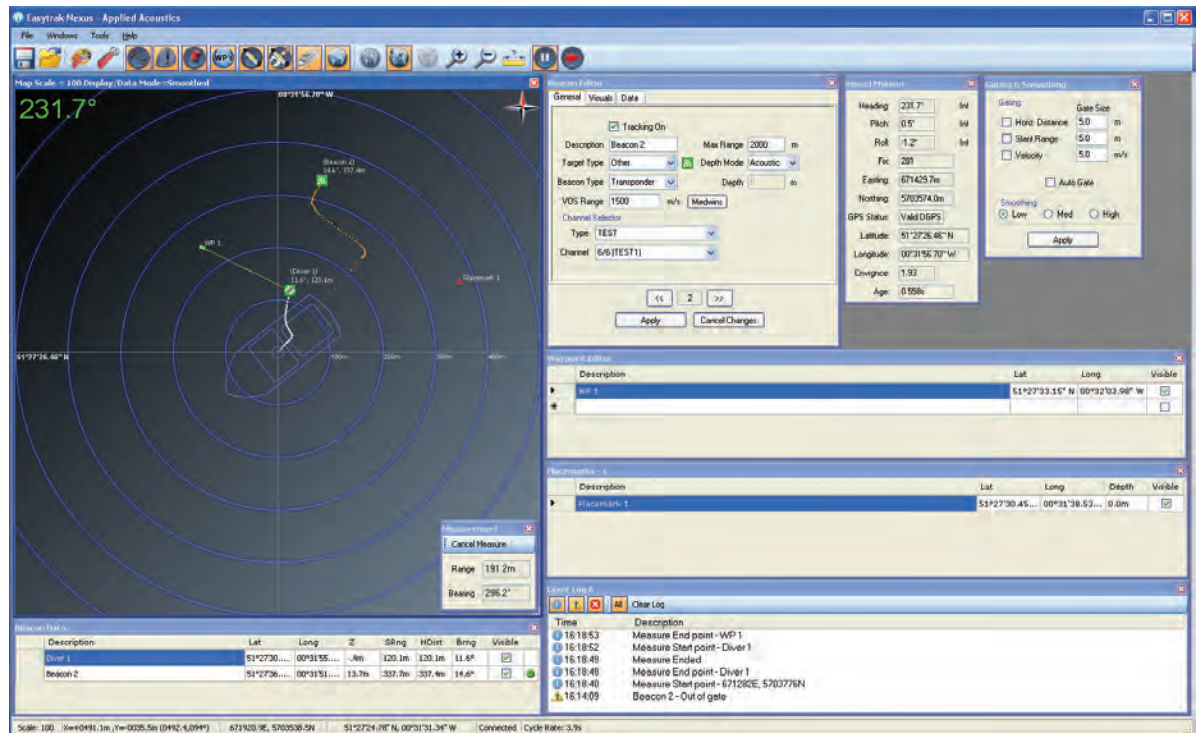 Easytrak Nexus - Applied Acoustics
File Windows Tools Help
WP1
Map Scale = 100 Display/Data Mode=Smoothed
231.7°
00°31'56.70" W
(Beacon 2)
14.6°, 337.4m
WP 1
(Diver 1)
11.6°, 120.1m
Placemark 1
51°27'26.46" N
100m 200m 300m 400m
Measurement
Cancel Measure
Range 191.2m
Bearing 286.2°
Beacon Data
Description Lat Long Z SRng HDist Brng Visible
Diver 1 51°27'30.... 00°31'55.... -.4m 120.1m 120.1m 11.6°
Beacon 2 51°27'36.... 00°31'51.... 13.7m 337.7m 337.4m 14.6°
Beacon Editor
General Visuals Data
Tracking On
Description Beacon 2 Max Range 2000 m
Target Type Other Depth Mode Acoustic
Beacon Type Transponder Depth m
VOS Range 1500 m/s Medwins
Channel Selector
Type TEST
Channel 6/6 (TEST1)
<< 2 >>
Apply Cancel Changes
Vessel Monitor
Heading 231.7° Int
Pitch 0.5° Int
Roll -1.2° Int
Fix 281
Easting 671429.7m
Northing 5703574.0m
GPS Status Valid DGPS
Latitude 51°27'26.46" N
Longitude 00°31'56.70" W
Cnvrgnce 1.93
Age 0.558s
Gating & Smoothing
Gating Gate Size
Horiz Distance 5.0 m
Slant Range 5.0 m
Velocity 5.0 m/s
Auto Gate
Smoothing
Low Med High
Apply
Waypoint Editor
Description Lat Long Visible
WP 1 51°27'33.15" N 00°32'03.98" W
Placemarks - 1
Description Lat Long Depth Visible
Placemark 1 51°27'30.45... 00°31'38.53... 0.0m
Event Log 6
All Clear Log
Time Description
16:18:53 Measure End point - WP 1
16:18:52 Measure Start point - Diver 1
16:18:49 Measure Ended
16:18:48 Measure End point - Diver 1
16:18:40 Measure Start point - 671282E, 5703776N
16:14:09 Beacon 2 - Out of gate
Scale: 100 X=+0491.1m ,Y=-0035.5m (0492.4,094°) 671920.9E, 5703538.5N 51°27'24.78" N, 00°31'31.34" W Connected Cycle Rate: 3.9s